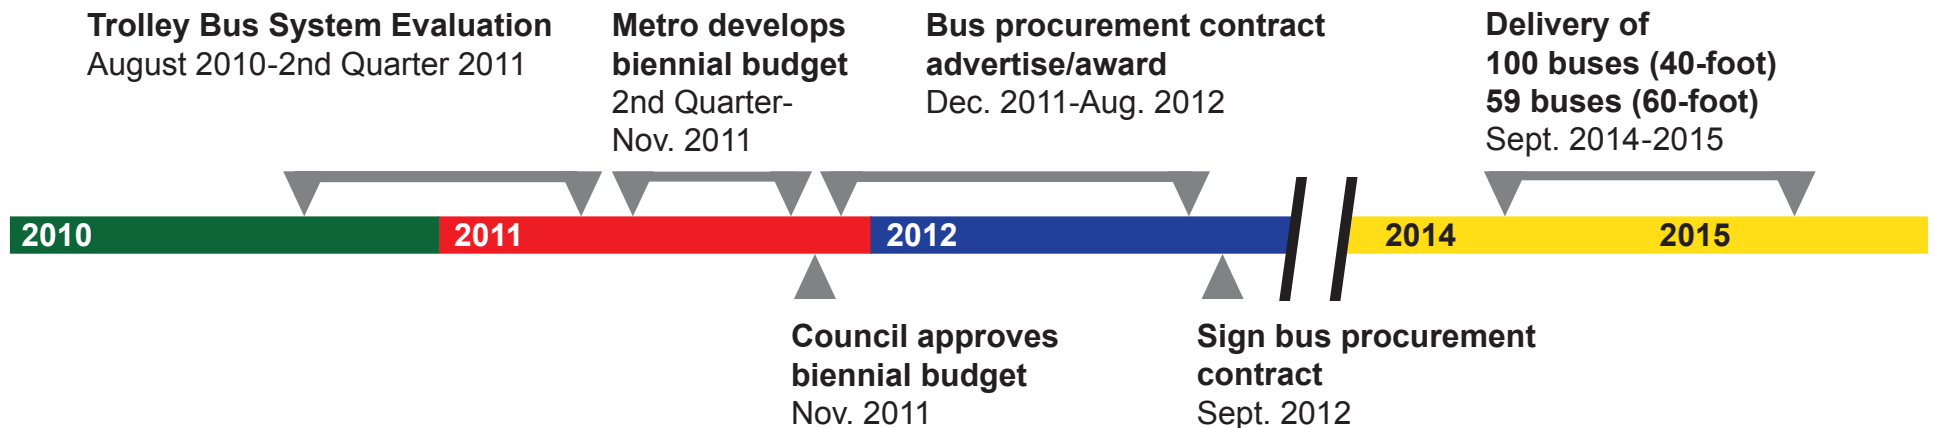 Trolley Bus System Evaluation
August 2010-2nd Quarter 2011
Metro develops
biennial budget
2nd Quarter-
Nov. 2011
Bus procurement contract
advertise/award
Dec. 2011-Aug. 2012
Delivery of
100 buses (40-foot)
59 buses (60-foot)
Sept. 2014-2015
2010
2011
2012
2014
2015
Council approves
biennial budget
Nov. 2011
Sign bus procurement
contract
Sept. 2012